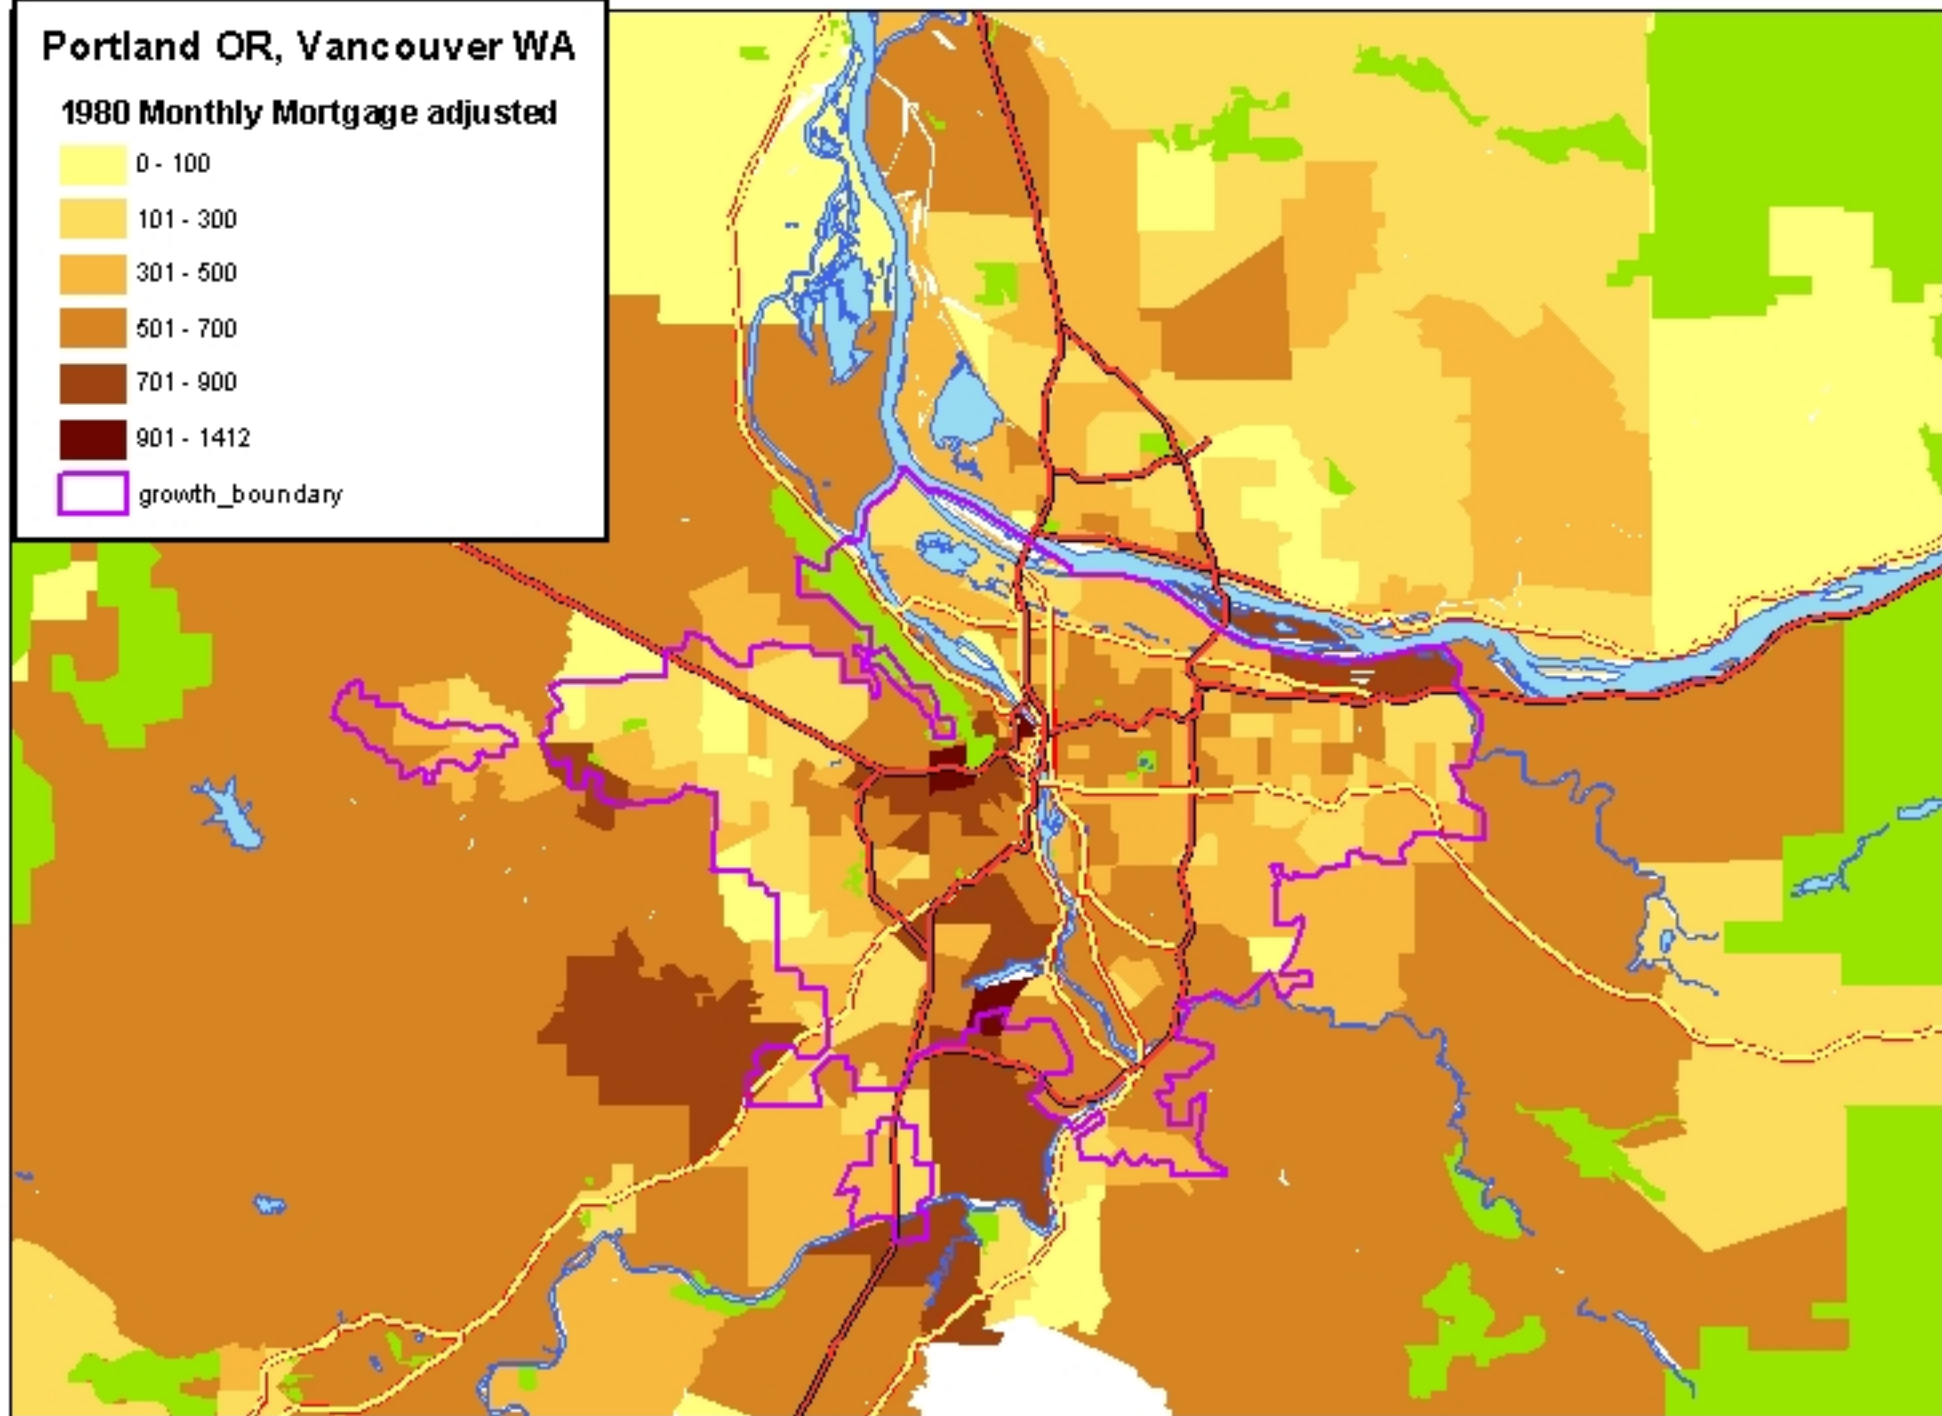 Portland OR, Vancouver WA
1980 Monthly Mortgage adjusted
0 - 100
101 - 300
301 - 500
501 - 700
701 - 900
901 - 1412
growth_boundary